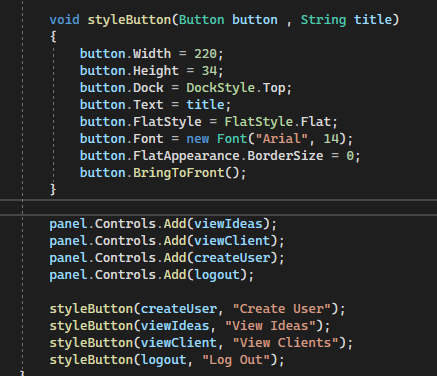 void styleButton(Button button , String title)
{
button.Width = 220;
button.Height = 34;
button.Dock = DockStyle.Top;
button.Text = title;
button.FlatStyle = FlatStyle.Flat;
button.Font = new Font("Arial", 14);
button.FlatAppearance.BorderSize = 0;
button.BringToFront();
}
panel.Controls.Add(viewIdeas);
panel.Controls.Add(viewClient);
panel.Controls.Add(createUser);
panel.Controls.Add(logout);
styleButton(createUser, "Create User");
styleButton(viewIdeas, "View Ideas");
styleButton(viewClient, "View Clients");
styleButton(logout, "Log Out");
}